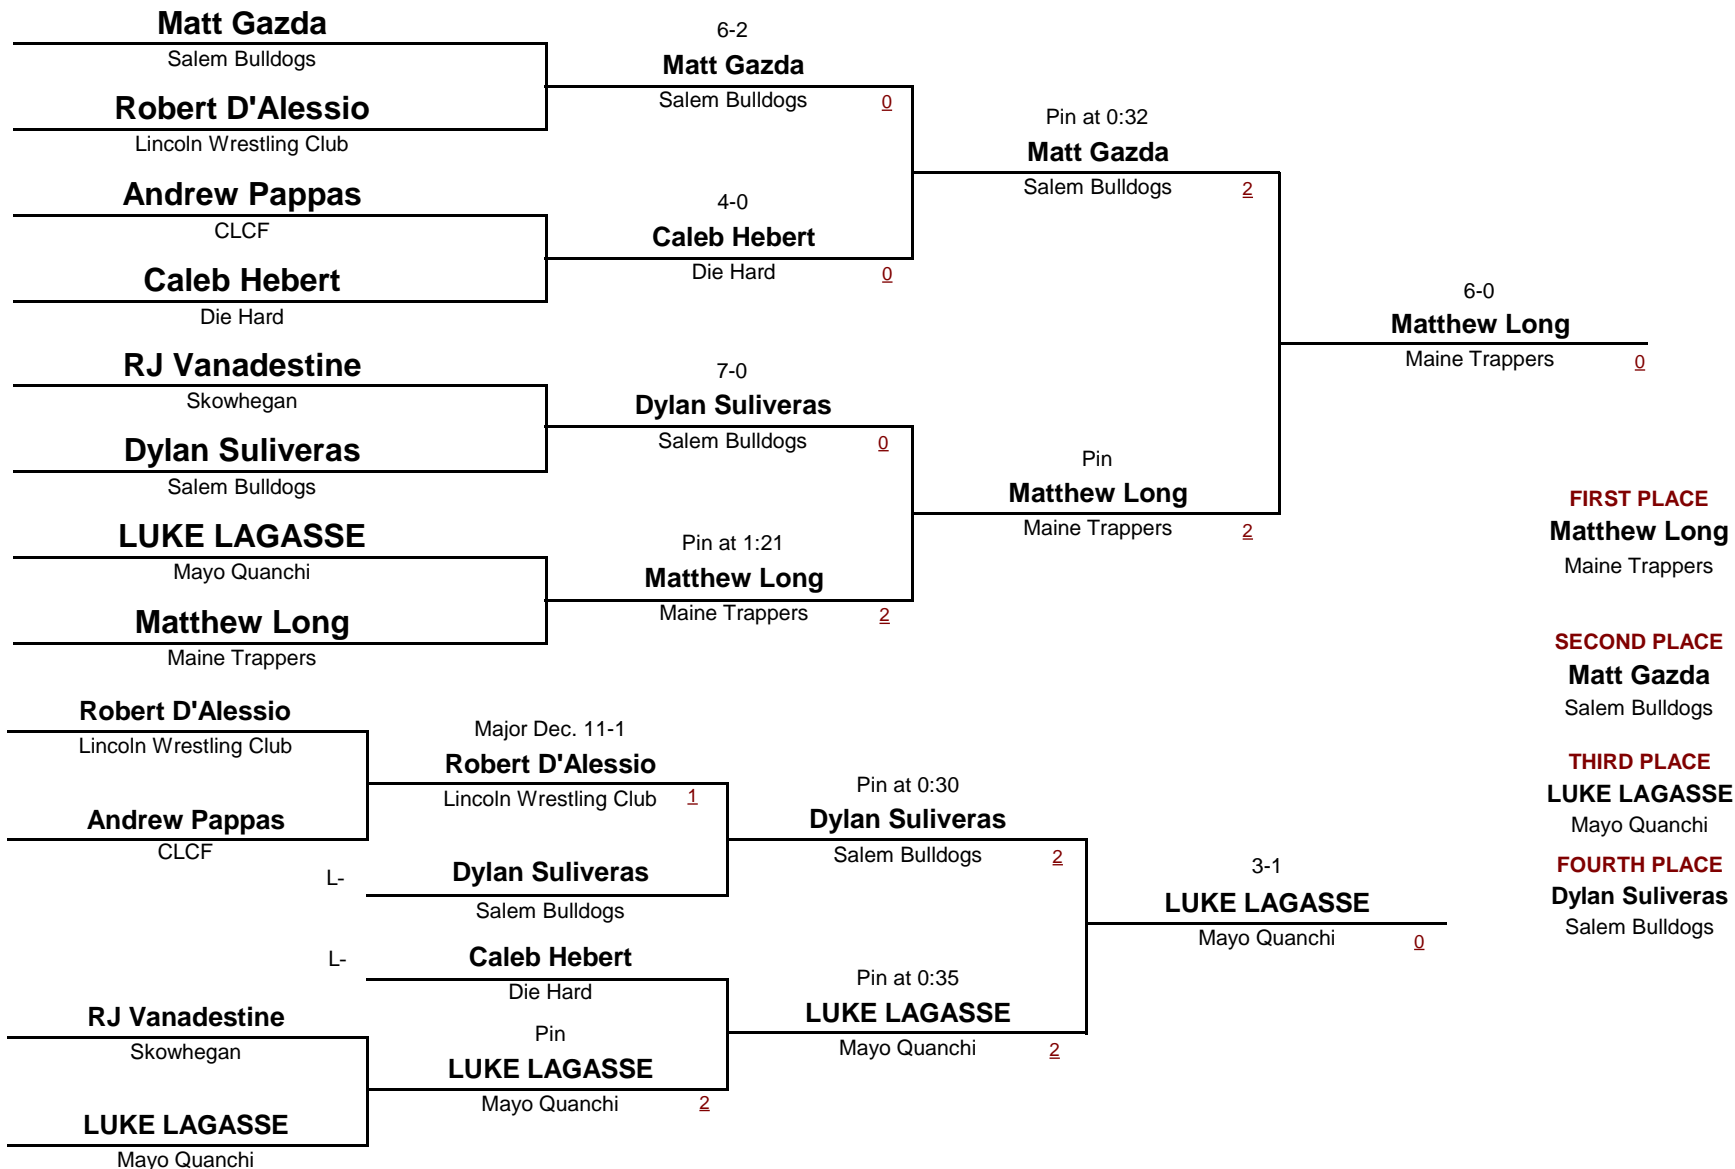 Matt Gazda
Salem Bulldogs
Robert D'Alessio
Lincoln Wrestling Club
Andrew Pappas
CLCF
Caleb Hebert
Die Hard
RJ Vanadestine
Skowhegan
Dylan Suliveras
Salem Bulldogs
LUKE LAGASSE
Mayo Quanchi
Matthew Long
Maine Trappers
6-2
Matt Gazda
Salem Bulldogs 0
4-0
Caleb Hebert
Die Hard 0
7-0
Dylan Suliveras
Salem Bulldogs 0
Pin at 1:21
Matthew Long
Maine Trappers 2
Pin at 0:32
Matt Gazda
Salem Bulldogs 2
Pin
Matthew Long
Maine Trappers 2
6-0
Matthew Long
Maine Trappers 0
FIRST PLACE
Matthew Long
Maine Trappers
SECOND PLACE
Matt Gazda
Salem Bulldogs
THIRD PLACE
LUKE LAGASSE
Mayo Quanchi
FOURTH PLACE
Dylan Suliveras
Salem Bulldogs
Robert D'Alessio
Lincoln Wrestling Club
Andrew Pappas
CLCF
RJ Vanadestine
Skowhegan
LUKE LAGASSE
Mayo Quanchi
Major Dec. 11-1
Robert D'Alessio
Lincoln Wrestling Club 1
L- Dylan Suliveras
Salem Bulldogs
L- Caleb Hebert
Die Hard
Pin
LUKE LAGASSE
Mayo Quanchi 2
Pin at 0:30
Dylan Suliveras
Salem Bulldogs 2
Pin at 0:35
LUKE LAGASSE
Mayo Quanchi 2
3-1
LUKE LAGASSE
Mayo Quanchi 0